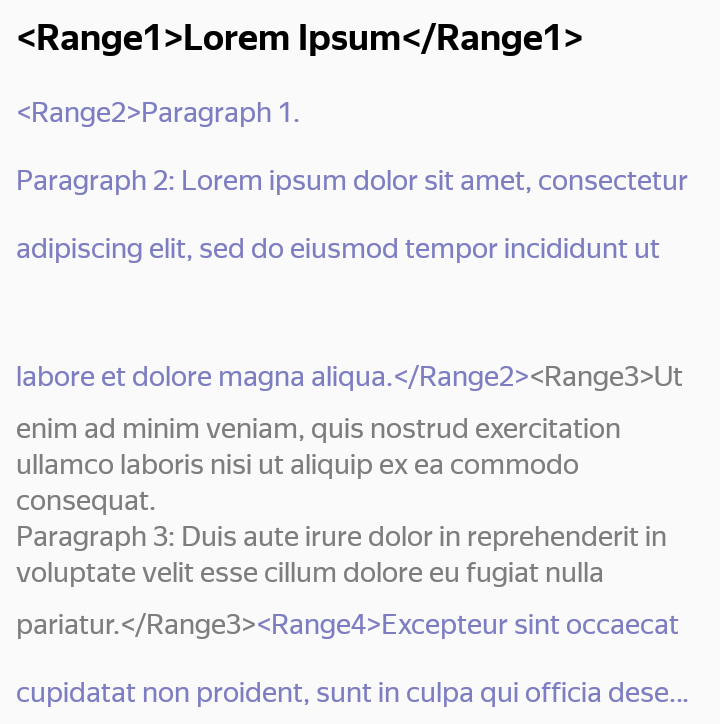 <Range1>Lorem Ipsum</Range1>
<Range2>Paragraph 1.
Paragraph 2: Lorem ipsum dolor sit amet, consectetur
adipiscing elit, sed do eiusmod tempor incididunt ut
labore et dolore magna aliqua.</Range2><Range3>Ut
enim ad minim veniam, quis nostrud exercitation
ullamco laboris nisi ut aliquip ex ea commodo
consequat.
Paragraph 3: Duis aute irure dolor in reprehenderit in
voluptate velit esse cillum dolore eu fugiat nulla
pariatur.</Range3><Range4>Excepteur sint occaecat
cupidatat non proident, sunt in culpa qui officia dese...